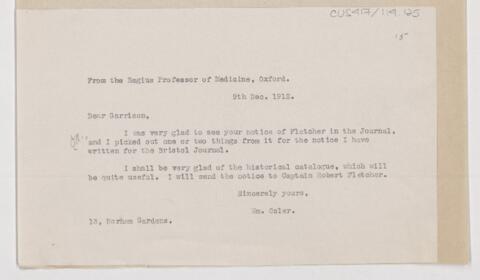 CUS417/114.95
15
From the Regius Professor of Medicine, Oxford.
9th Dec. 1912.
Dear Garrison,
I was very glad to see your notice of Fletcher in the Journal,
and I picked out one or two things from it for the notice I have
written for the Bristol Journal.
I shall be very glad of the historical catalogue, which will
be quite useful. I will send the notice to Captain Robert Fletcher.
Sincerely yours,
Wm. Osler.
13, Norham Gardens.